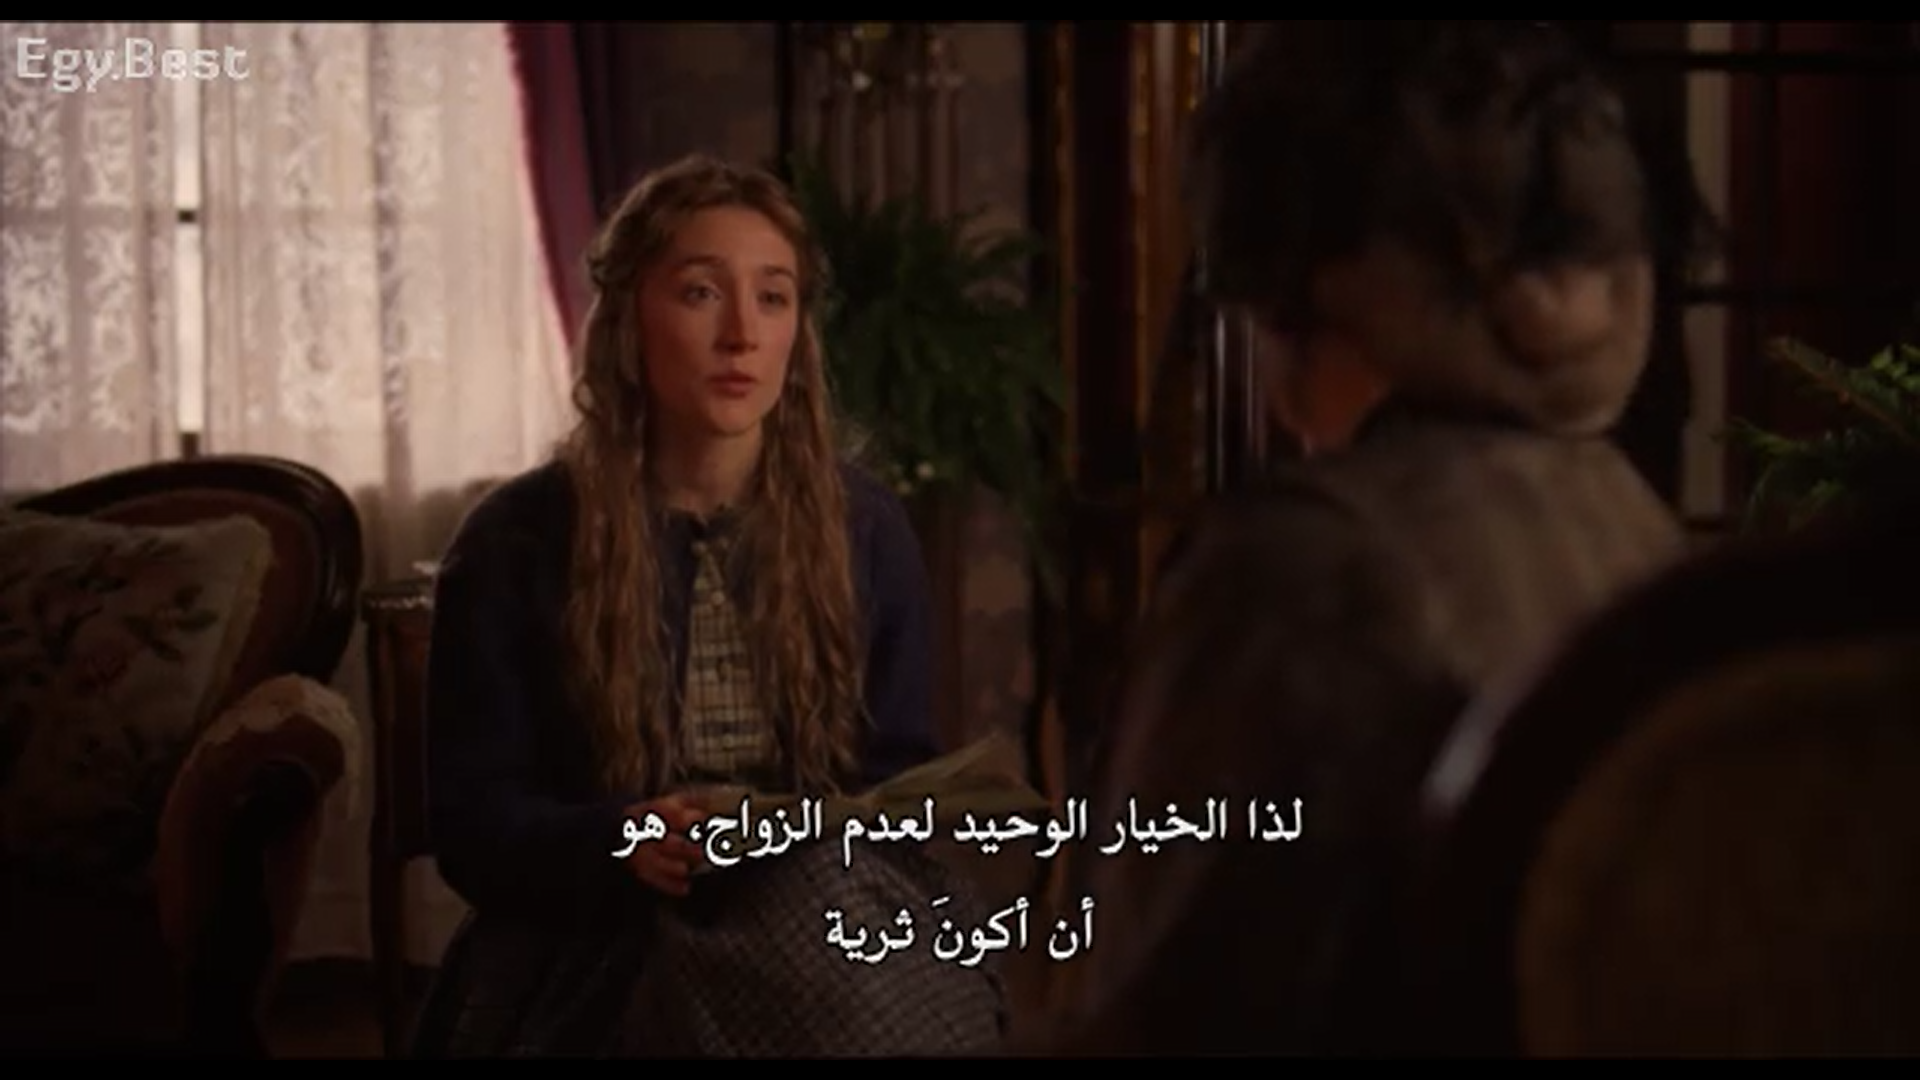 Egy.Best
لذا الخيار الوحيد لعدم الزواج، هو
أن أكونَ ثرية